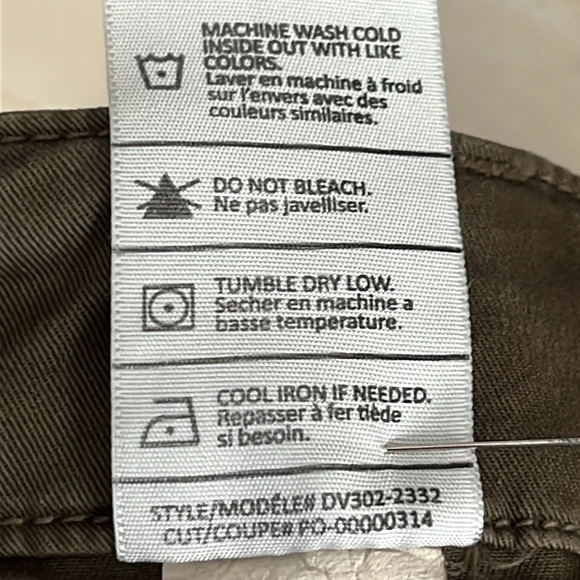 MACHINE WASH COLD
INSIDE OUT WITH LIKE
COLORS.
Laver en machine à froid
sur l'envers avec des
couleurs similaires.
DO NOT BLEACH.
Ne pas javelliser.
TUMBLE DRY LOW.
Secher en machine a
basse temperature.
COOL IRON IF NEEDED.
Repasser à fer tiède
si besoin.
STYLE/MODÉLE# DV302-2332
CUT/COUPE# PO-00000314